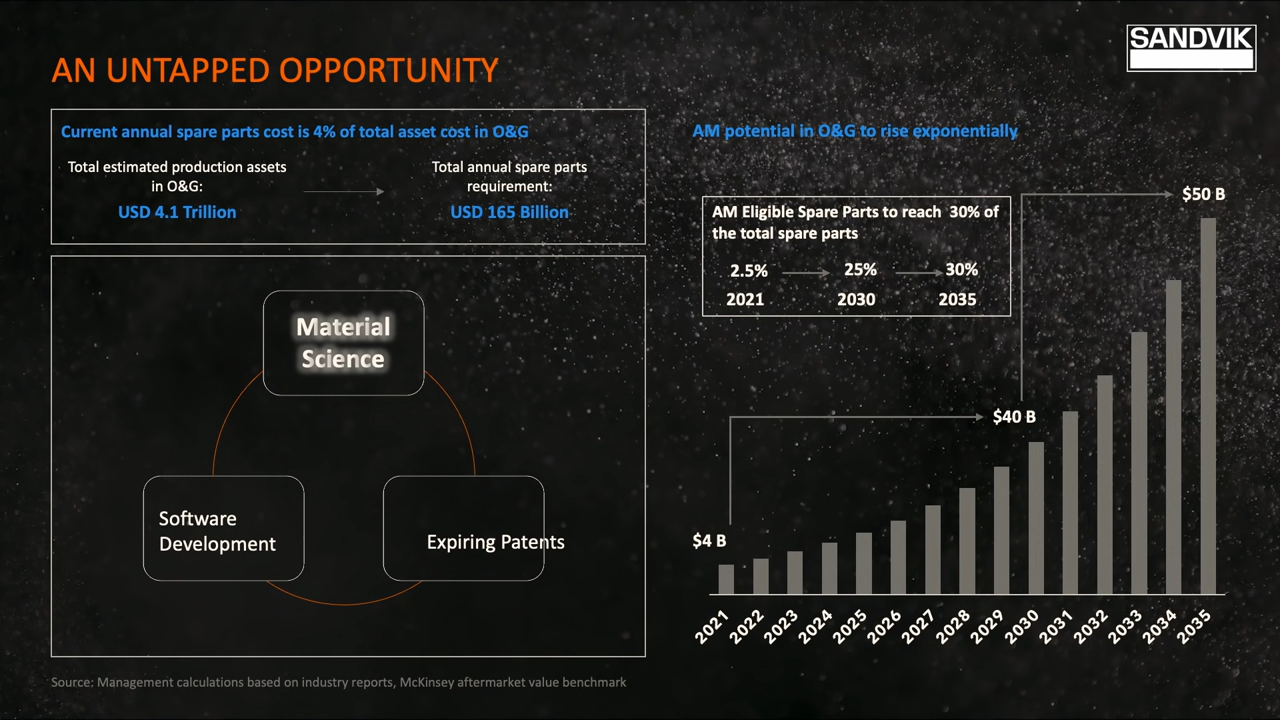 SANDVIK
AN UNTAPPED OPPORTUNITY
Current annual spare parts cost is 4% of total asset cost in O&G
Total estimated production assets
in O&G:
USD 4.1 Trillion
Total annual spare parts
requirement:
USD 165 Billion
Material
Science
Software
Development
Expiring Patents
AM potential in O&G to rise exponentially
AM Eligible Spare Parts to reach 30% of
the total spare parts
2.5% 25% 30%
2021 2030 2035
$50 B
$40 B
$4 B
2021 2022 2023 2024 2025 2026 2027 2028 2029 2030 2031 2032 2033 2034 2035
Source: Management calculations based on industry reports, McKinsey aftermarket value benchmark